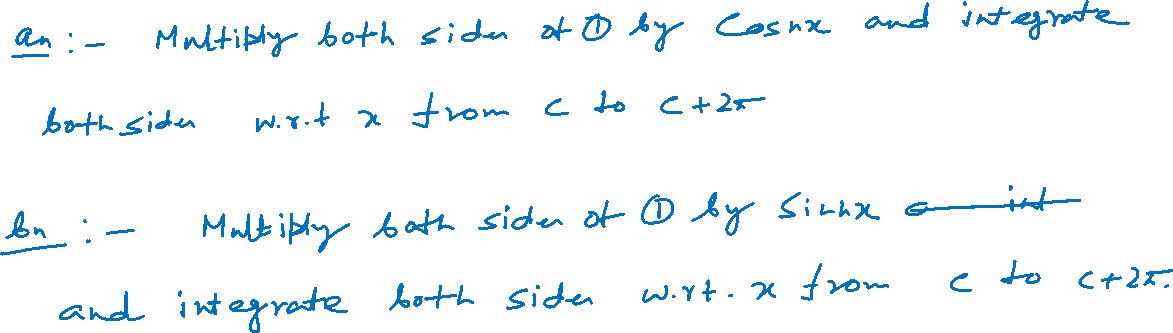 an :- Multiply both sides of ① by Cosnx and integrate
both sides w.r.t x from c to c+2π
bn :- Multiply both sides of ① by Sinnx
and integrate both sides w.r.t. x from c to c+2π.